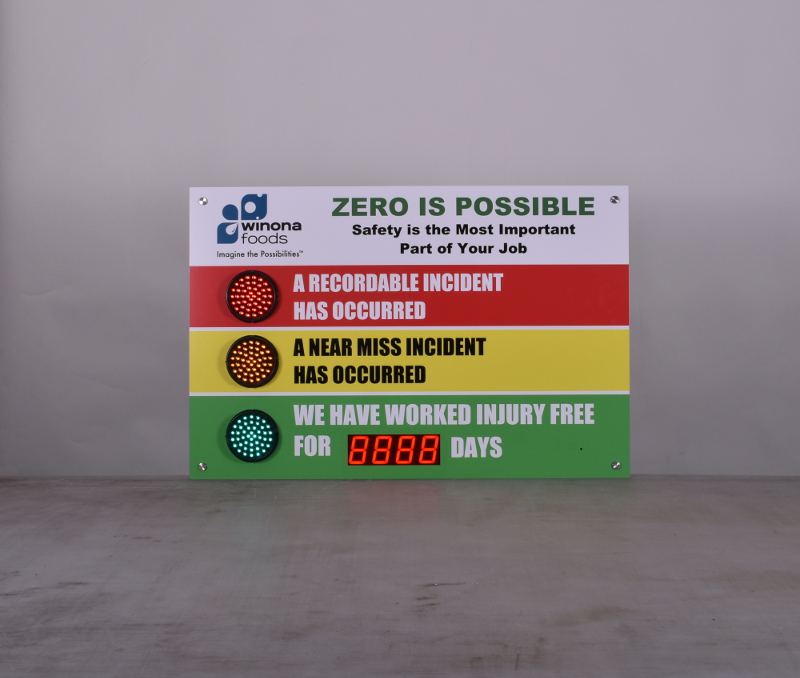 winona
foods
Imagine the Possibilities™
ZERO IS POSSIBLE
Safety is the Most Important
Part of Your Job
A RECORDABLE INCIDENT
HAS OCCURRED
A NEAR MISS INCIDENT
HAS OCCURRED
WE HAVE WORKED INJURY FREE
FOR 8888 DAYS